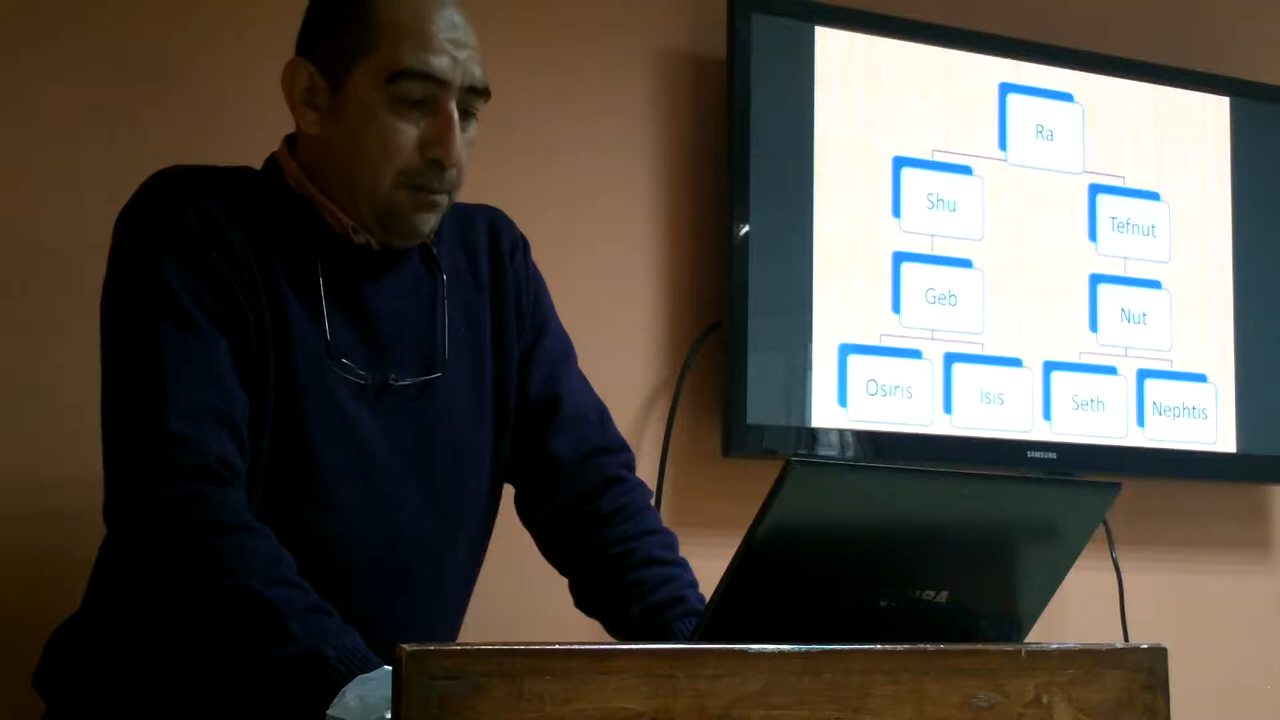 Ra
Shu
Tefnut
Geb
Nut
Osiris
Isis
Seth
Nephtis
SAMSUNG